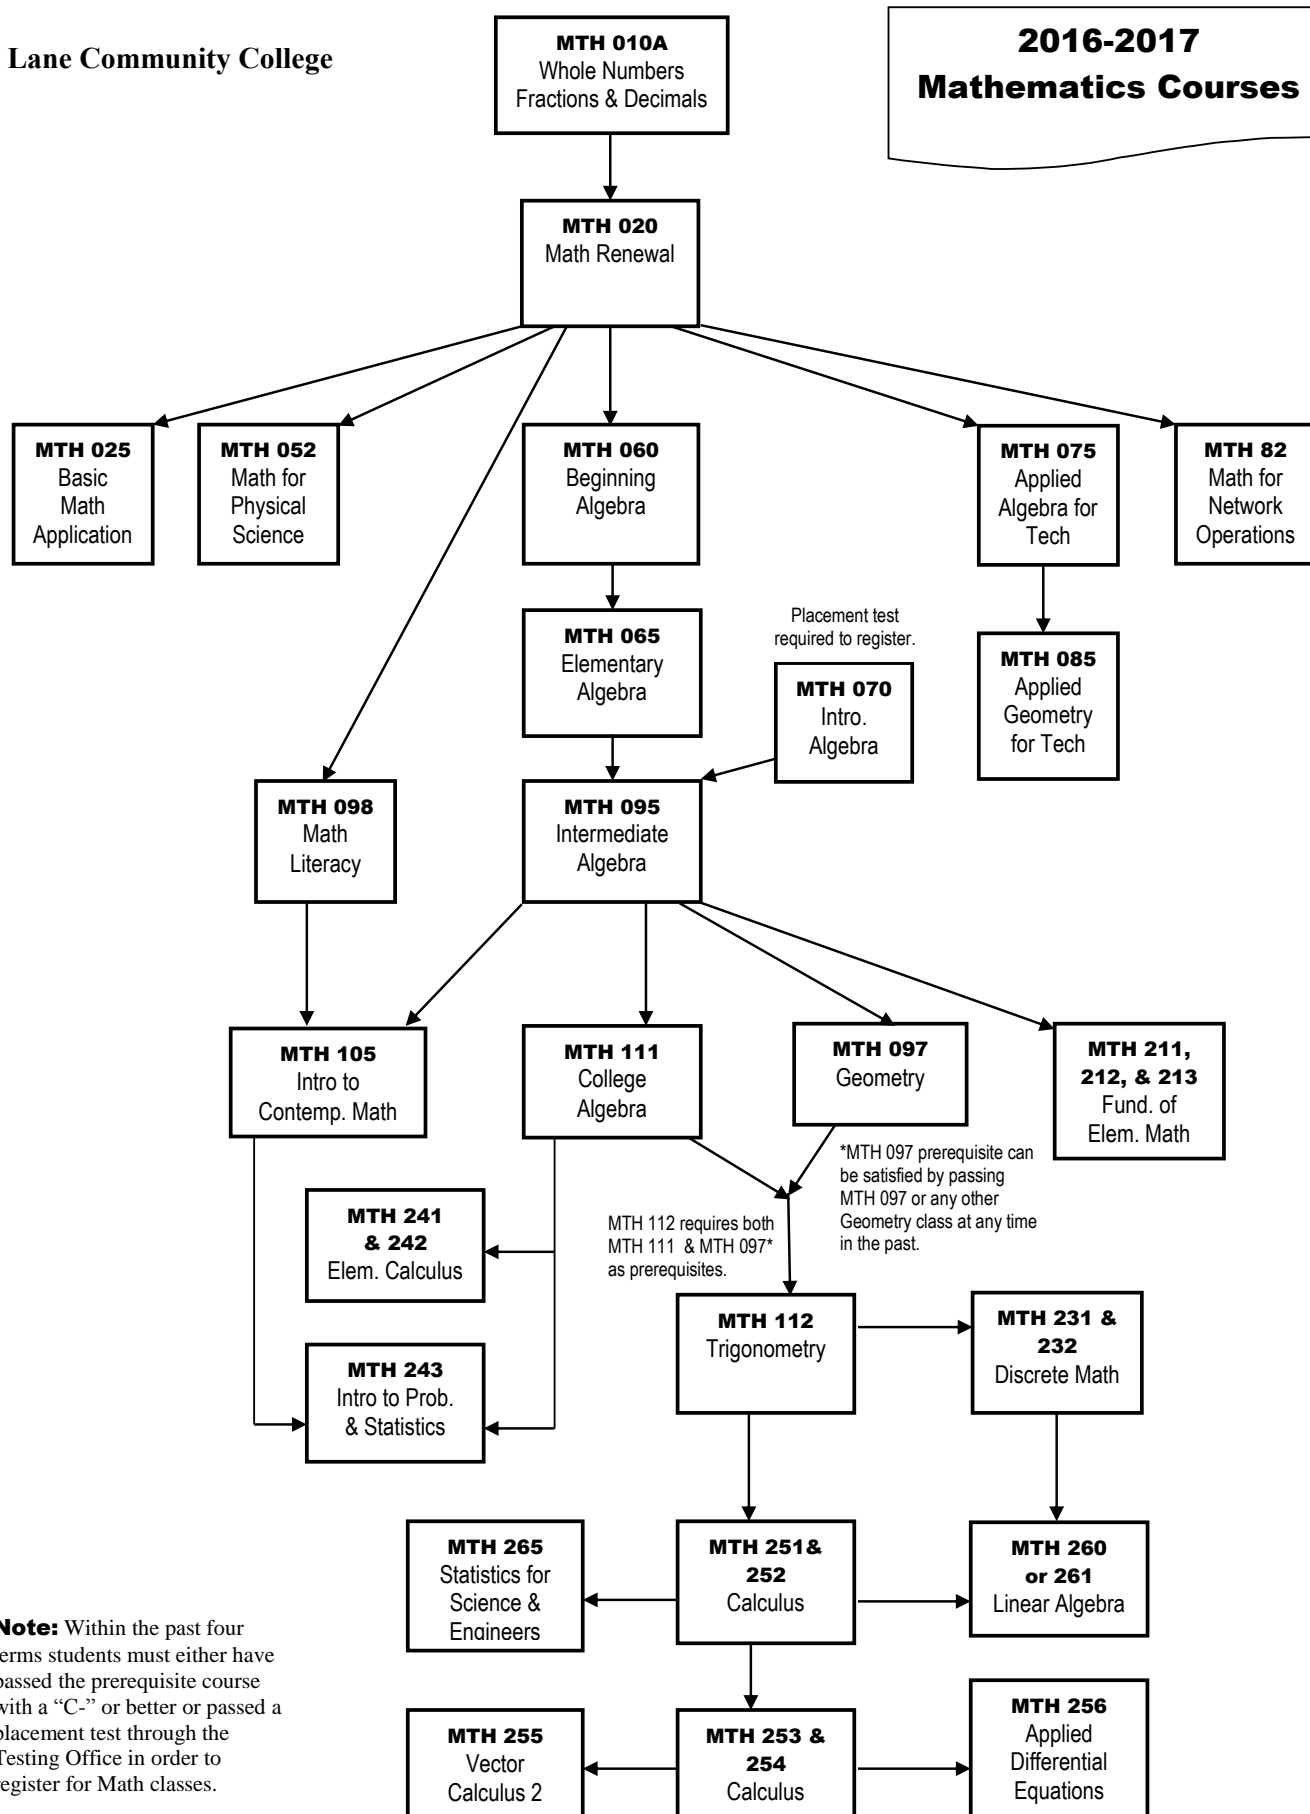 Lane Community College
2016-2017
Mathematics Courses
MTH 010A
Whole Numbers
Fractions & Decimals
MTH 020
Math Renewal
MTH 025
Basic
Math
Application
MTH 052
Math for
Physical
Science
MTH 060
Beginning
Algebra
MTH 075
Applied
Algebra for
Tech
MTH 82
Math for
Network
Operations
MTH 065
Elementary
Algebra
Placement test
required to register.
MTH 070
Intro.
Algebra
MTH 085
Applied
Geometry
for Tech
MTH 098
Math
Literacy
MTH 095
Intermediate
Algebra
MTH 105
Intro to
Contemp. Math
MTH 111
College
Algebra
MTH 097
Geometry
MTH 211,
212, & 213
Fund. of
Elem. Math
*MTH 097 prerequisite can
be satisfied by passing
MTH 097 or any other
Geometry class at any time
in the past.
MTH 112 requires both
MTH 111 & MTH 097*
as prerequisites.
MTH 241
& 242
Elem. Calculus
MTH 243
Intro to Prob.
& Statistics
MTH 112
Trigonometry
MTH 231 &
232
Discrete Math
MTH 265
Statistics for
Science &
Engineers
MTH 251&
252
Calculus
MTH 260
or 261
Linear Algebra
MTH 255
Vector
Calculus 2
MTH 253 &
254
Calculus
MTH 256
Applied
Differential
Equations
Note: Within the past four
terms students must either have
passed the prerequisite course
with a “C-” or better or passed a
placement test through the
Testing Office in order to
register for Math classes.